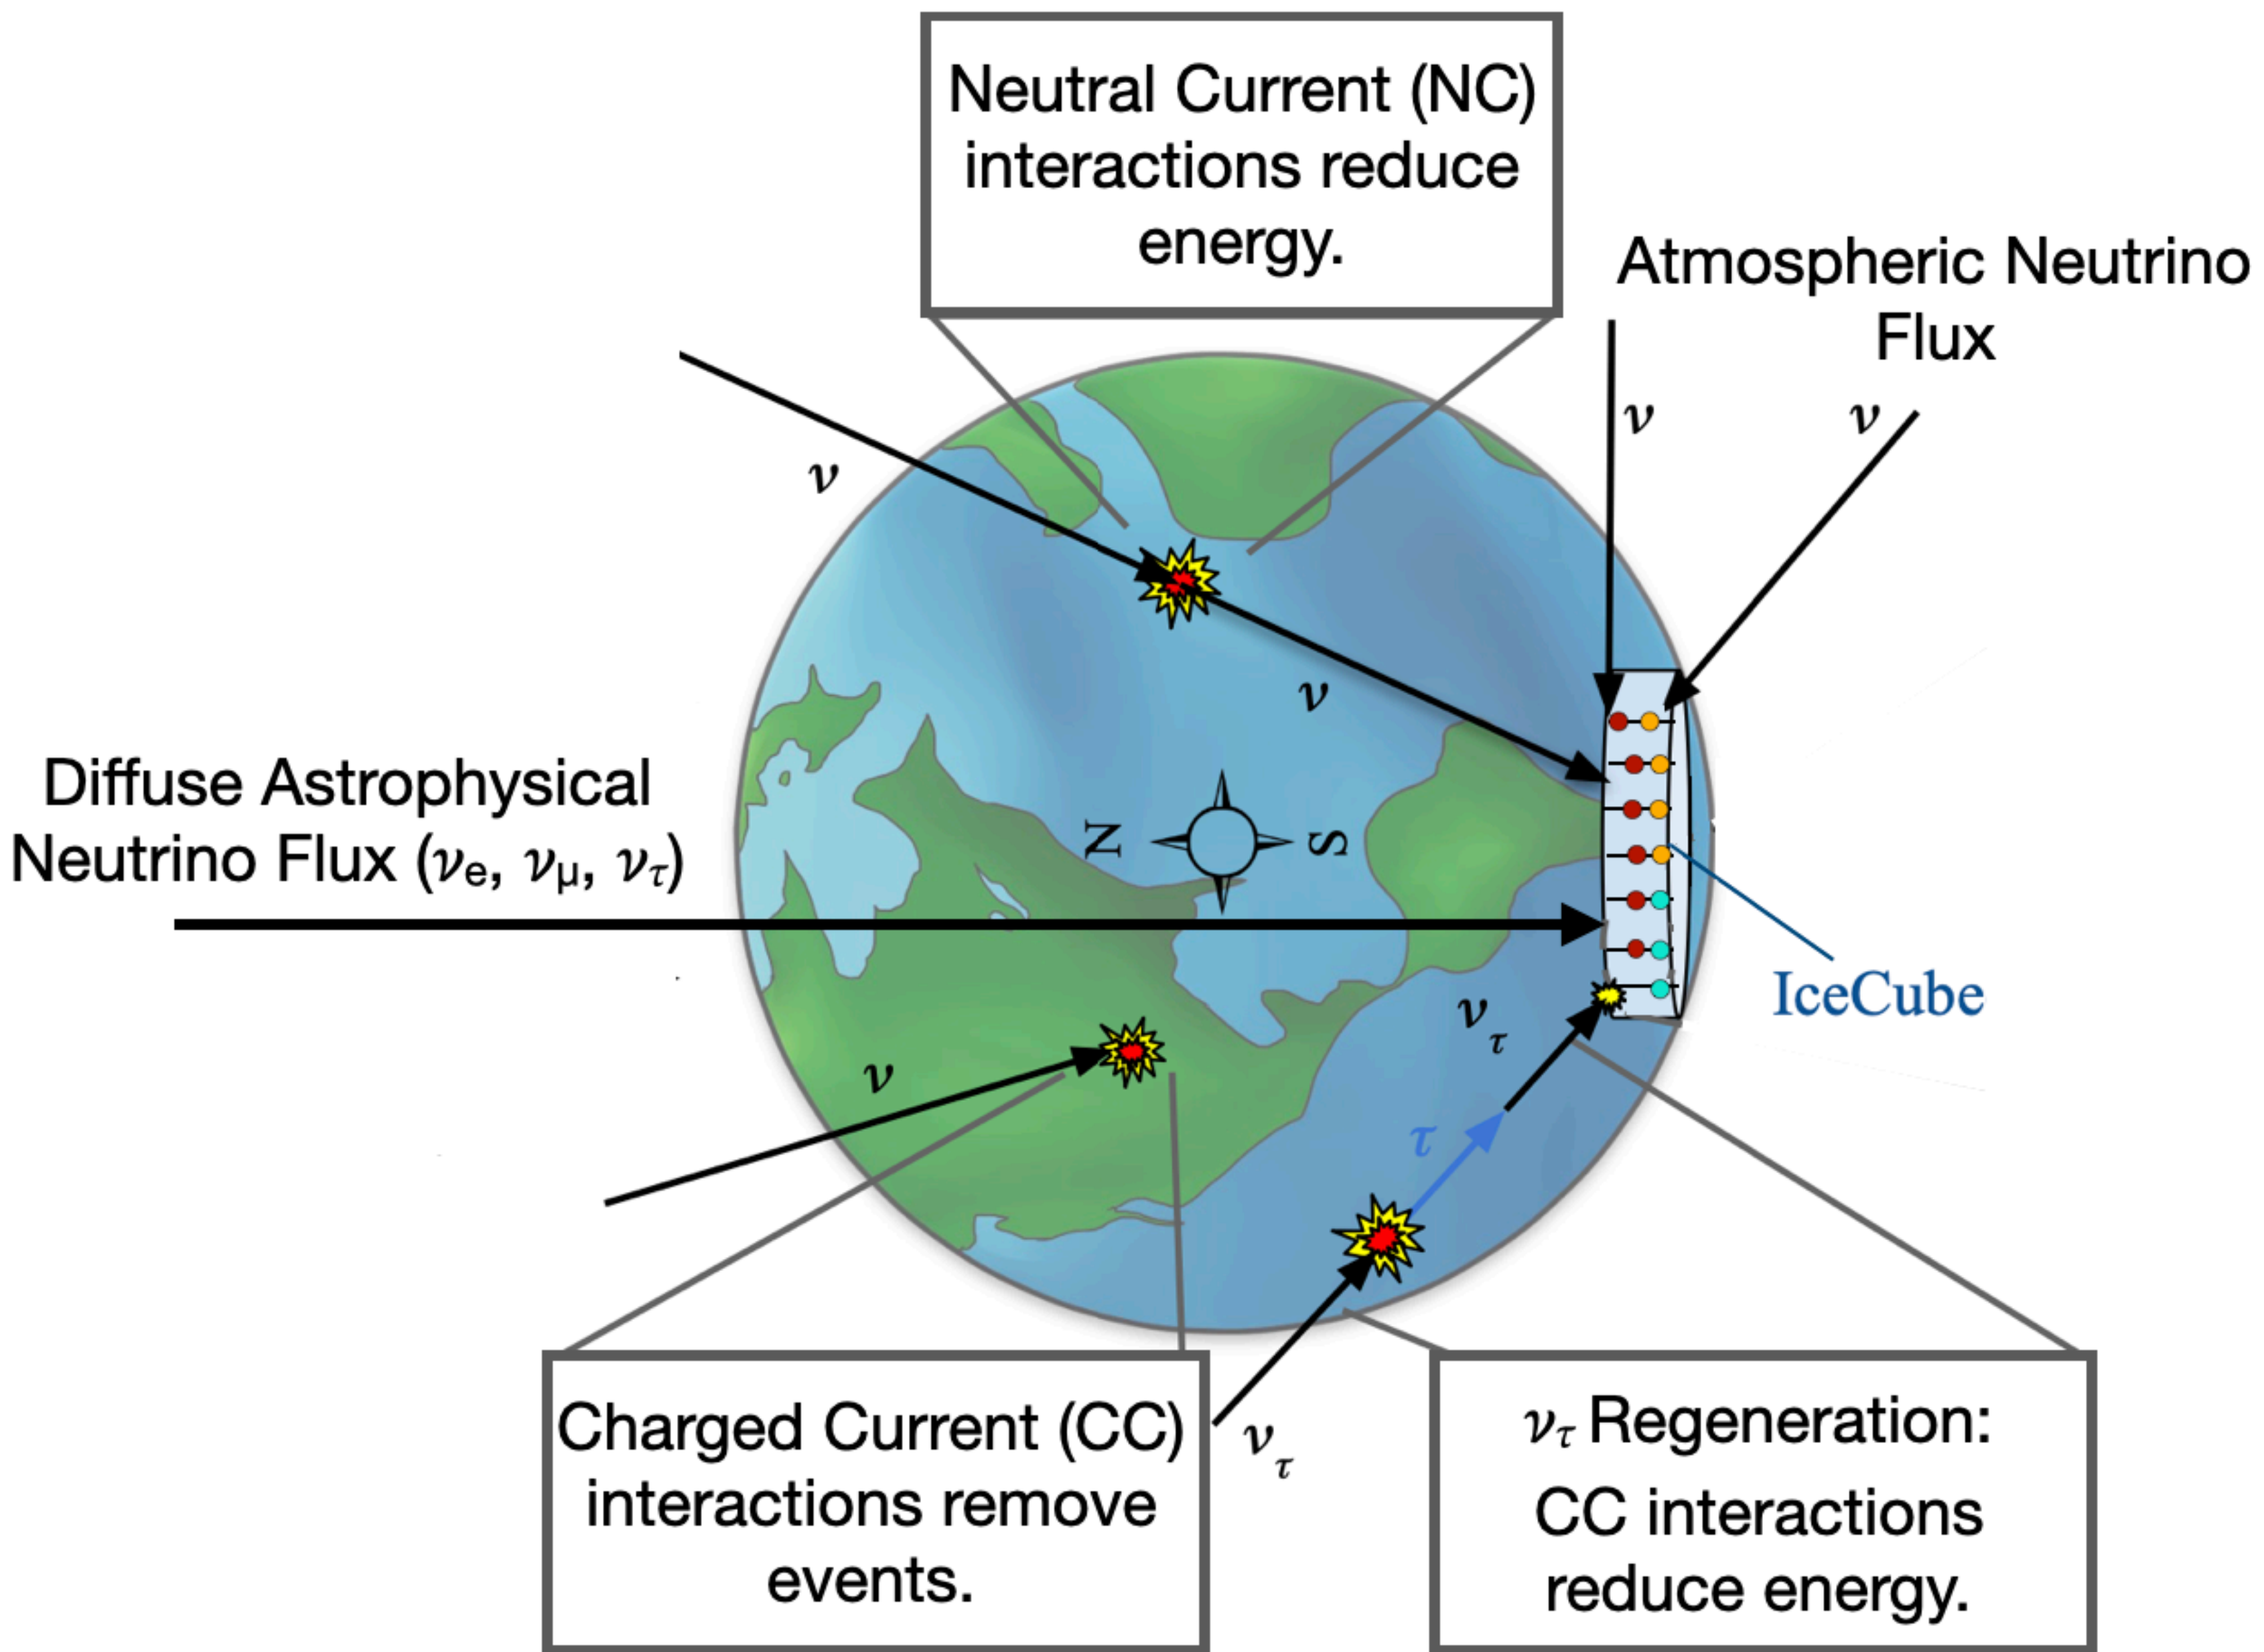 Neutral Current (NC)
interactions reduce
energy.
Atmospheric Neutrino
Flux
ν
ν
ν
ν
Diffuse Astrophysical
Neutrino Flux (νe, νμ, ντ)
N
S
IceCube
ντ
ν
τ
ντ
Charged Current (CC)
interactions remove
events.
ντ Regeneration:
CC interactions
reduce energy.